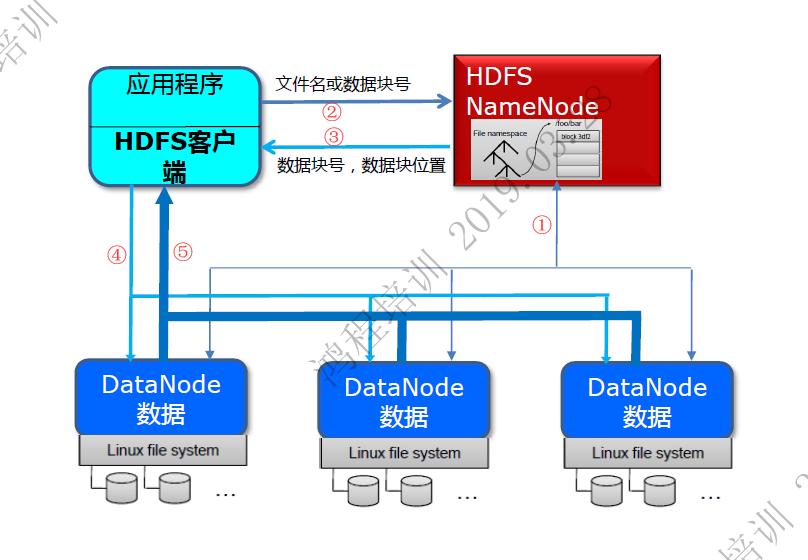 应用程序
HDFS客户
端
文件名或数据块号
②
③
数据块号，数据块位置
HDFS
NameNode
/foo/bar
File namespace
block 3df2
①
④
⑤
DataNode
数据
Linux file system
...
DataNode
数据
Linux file system
...
DataNode
数据
Linux file system
...
鸿程培训 2019.03.28
培训
培训 2